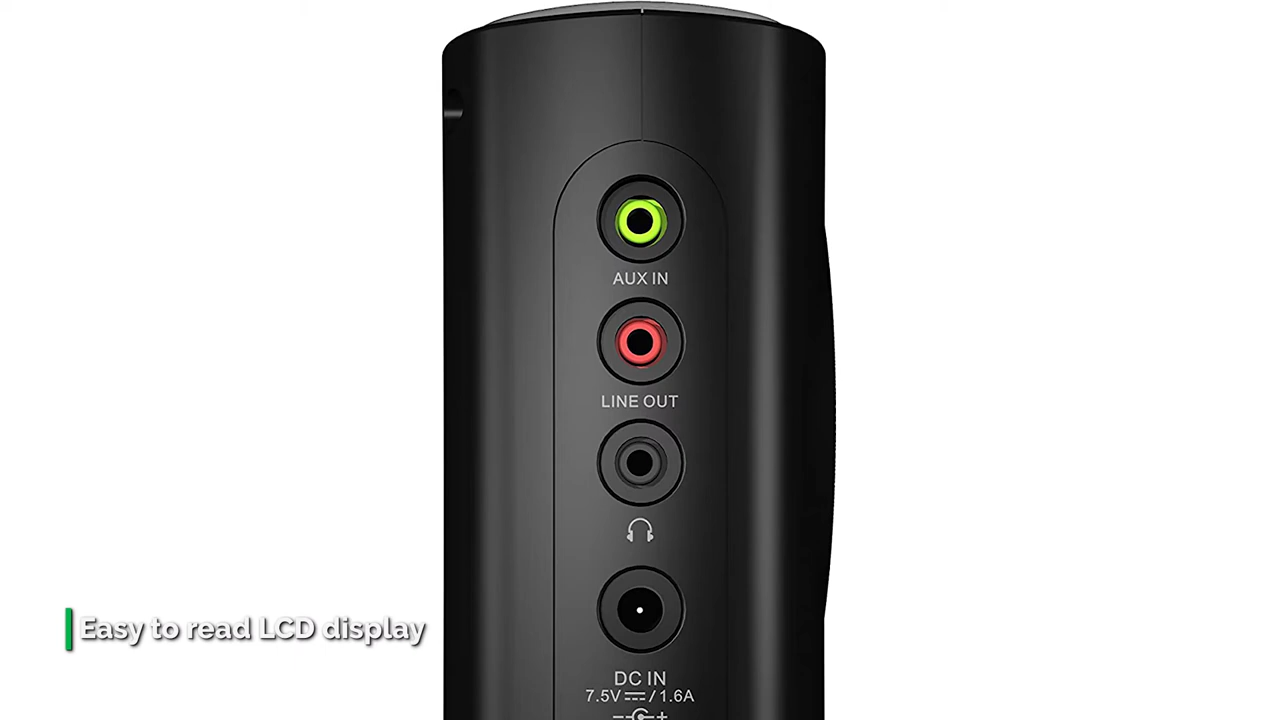 AUX IN
LINE OUT
DC IN
7.5V⎓/1.6A
Easy to read LCD display